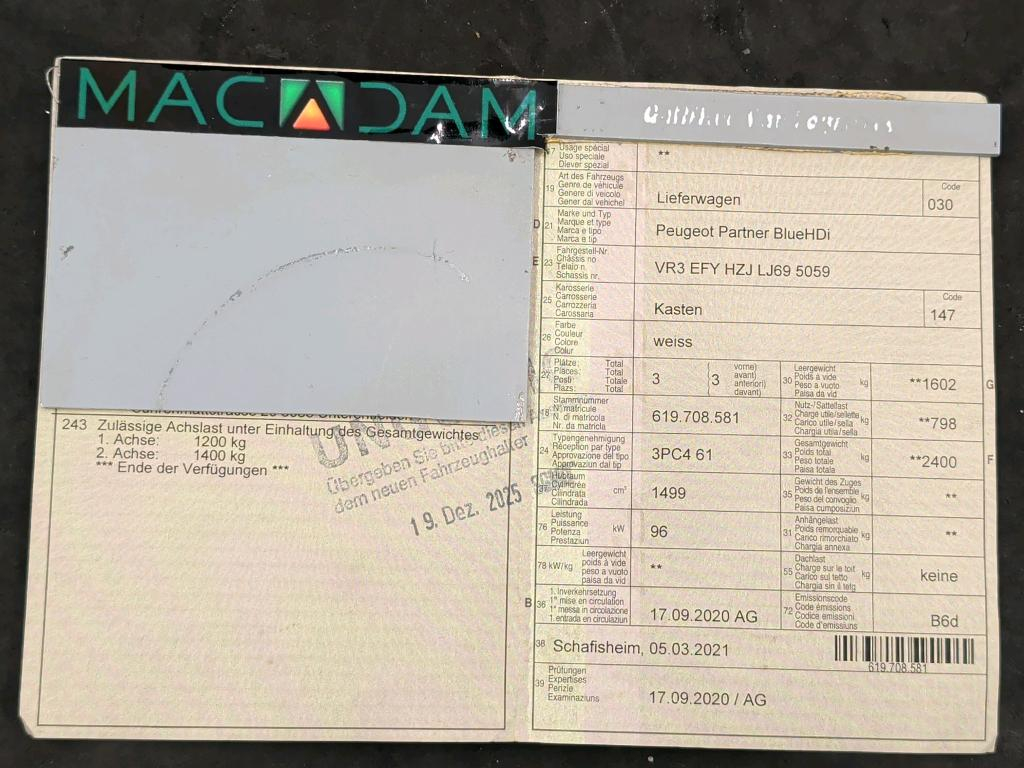 MACADAM
243 Zulässige Achslast unter Einhaltung des Gesamtgewichtes
1. Achse: 1200 kg
2. Achse: 1400 kg
*** Ende der Verfügungen ***
Übergeben Sie bitte diesen
dem neuen Fahrzeughalter
19. Dez. 2025
17 Usage spécial
Uso speciale
Diever spezial
**
19 Art des Fahrzeugs
Genre de véhicule
Genere di veicolo
Gener dal vehichel
Lieferwagen
Code
030
D 21 Marke und Typ
Marque et type
Marca e tipo
Marca e tip
Peugeot Partner BlueHDi
E 23 Fahrgestell-Nr.
Châssis no
Telaio n.
Schassis nr.
VR3 EFY HZJ LJ69 5059
25 Karosserie
Carrosserie
Carrozzeria
Carossaria
Kasten
Code
147
26 Farbe
Couleur
Colore
Colur
weiss
27 Plätze: Total
Places: Total
Posti: Totale
Plazs: Total
3
(3
vorne)
avant)
anteriori)
davant)
30 Leergewicht
Poids à vide
Peso a vuoto
Paisa da vid
kg
**1602
G
18 Stammnummer
N° matricule
N. di matricola
Nr. da matricla
619.708.581
32 Nutz-/Sattellast
Charge utile/sellette
Carico utile/sella
Chargia utila/sella
kg
**798
24 Typengenehmigung
Réception par type
Approvazione del tipo
Approvaziun dal tip
3PC4 61
33 Gesamtgewicht
Poids total
Peso totale
Paisa totala
kg
**2400
F
37 Hubraum
Cylindrée
Cilindrata
Cilindrada
cm³
1499
35 Gewicht des Zuges
Poids de l'ensemble
Peso del convoglio
Paisa cumposiziun
kg
**
76 Leistung
Puissance
Potenza
Prestaziun
kW
96
31 Anhängelast
Poids remorquable
Carico rimorchiato
Chargia annexa
kg
**
78 kW/kg
Leergewicht
poids à vide
peso a vuoto
paisa da vid
**
55 Dachlast
Charge sur le toit
Carico sul tetto
Chargia sin il tetg
kg
keine
B 36 1. Inverkehrsetzung
1re mise en circulation
1a messa in circolazione
1. entrada en circulaziun
17.09.2020 AG
72 Emissionscode
Code émissions
Codice emissioni
Code d'emissiuns
B6d
38 Schafisheim, 05.03.2021
619.708.581
39 Prüfungen
Expertises
Perizie
Examinaziuns
17.09.2020 / AG